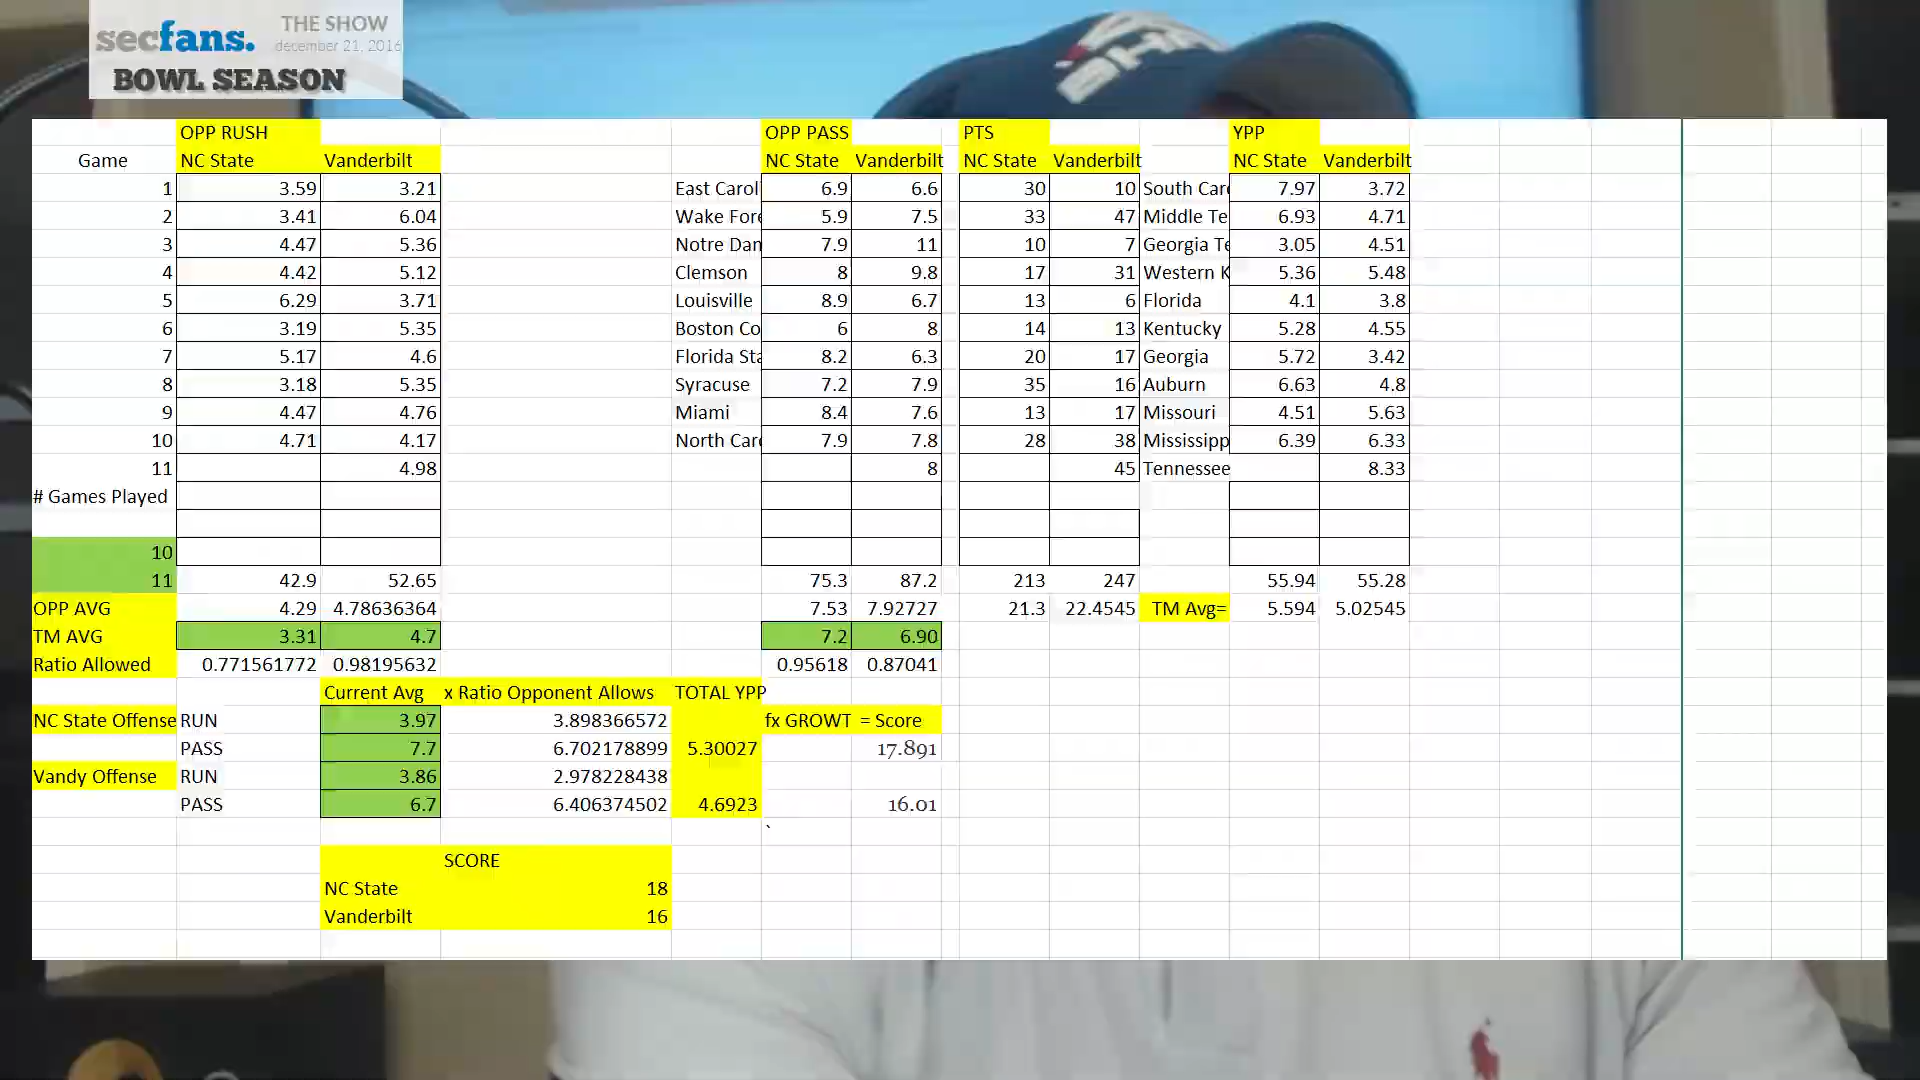 secfans. THE SHOW
december 21, 2016
BOWL SEASON
OPP RUSH OPP PASS PTS YPP
Game NC State Vanderbilt NC State Vanderbilt NC State Vanderbilt NC State Vanderbilt
1 3.59 3.21 East Carol 6.9 6.6 30 10 South Car 7.97 3.72
2 3.41 6.04 Wake Fore 5.9 7.5 33 47 Middle Te 6.93 4.71
3 4.47 5.36 Notre Dan 7.9 11 10 7 Georgia Te 3.05 4.51
4 4.42 5.12 Clemson 8 9.8 17 31 Western K 5.36 5.48
5 6.29 3.71 Louisville 8.9 6.7 13 6 Florida 4.1 3.8
6 3.19 5.35 Boston Co 6 8 14 13 Kentucky 5.28 4.55
7 5.17 4.6 Florida Sta 8.2 6.3 20 17 Georgia 5.72 3.42
8 3.18 5.35 Syracuse 7.2 7.9 35 16 Auburn 6.63 4.8
9 4.47 4.76 Miami 8.4 7.6 13 17 Missouri 4.51 5.63
10 4.71 4.17 North Car 7.9 7.8 28 38 Mississipp 6.39 6.33
11 4.98 8 45 Tennessee 8.33
# Games Played
10
11 42.9 52.65 75.3 87.2 213 247 55.94 55.28
OPP AVG 4.29 4.78636364 7.53 7.92727 21.3 22.4545 TM Avg= 5.594 5.02545
TM AVG 3.31 4.7 7.2 6.90
Ratio Allowed 0.771561772 0.98195632 0.95618 0.87041
Current Avg x Ratio Opponent Allows TOTAL YPP
NC State Offense RUN 3.97 3.898366572 fx GROWT = Score
PASS 7.7 6.702178899 5.30027 17.891
Vandy Offense RUN 3.86 2.978228438
PASS 6.7 6.406374502 4.6923 16.01
`
SCORE
NC State 18
Vanderbilt 16